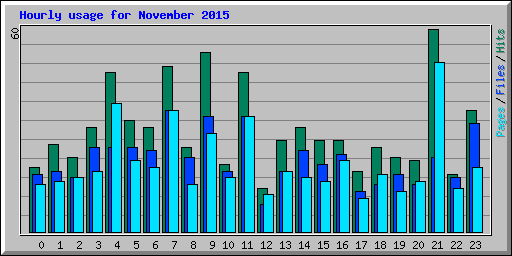 Hourly usage for November 2015
60
Pages/Files/Hits
0 1 2 3 4 5 6 7 8 9 10 11 12 13 14 15 16 17 18 19 20 21 22 23